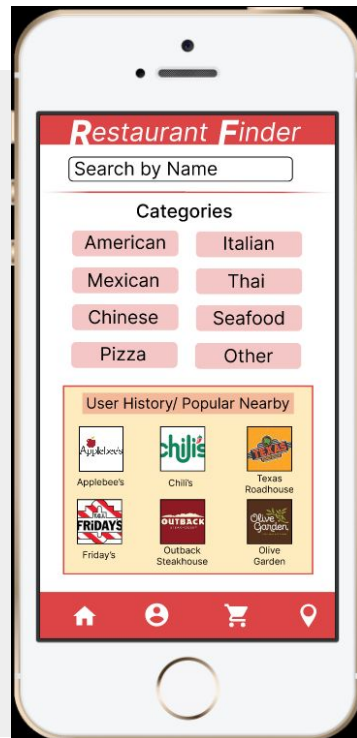 Restaurant Finder
Search by Name
Categories
American Italian
Mexican Thai
Chinese Seafood
Pizza Other
User History/ Popular Nearby
Applebee's chili's TEXAS
Applebee's Chili's Texas Roadhouse
FRiDAYS OUTBACK Olive Garden
Friday's Outback Steakhouse Olive Garden